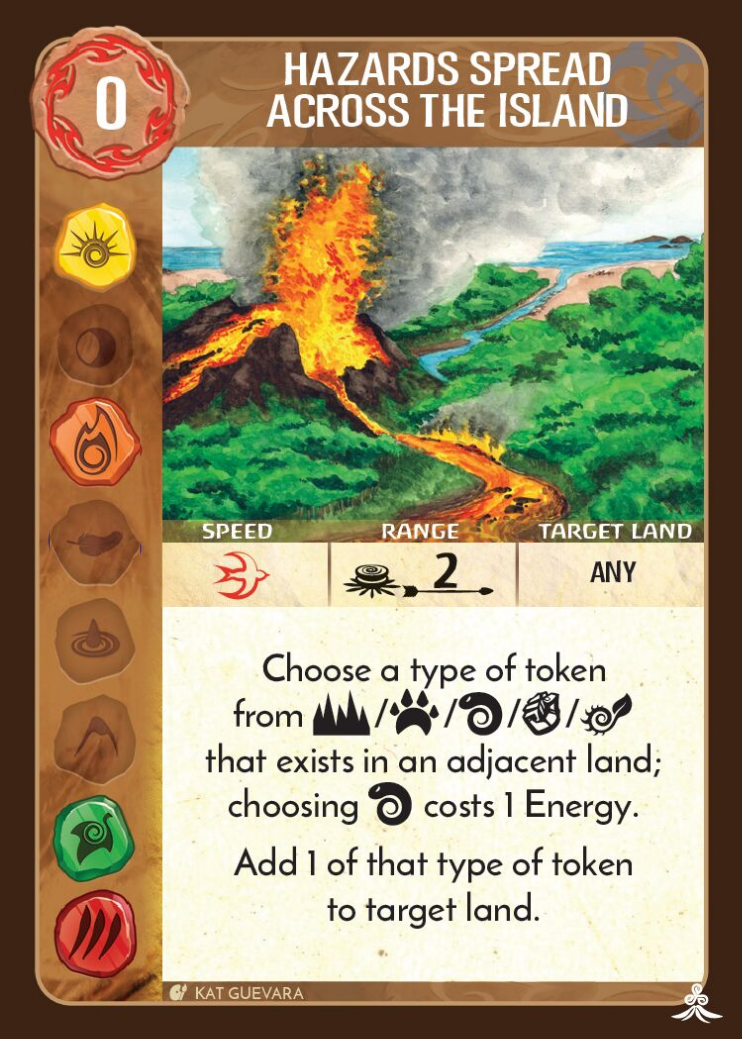 0
HAZARDS SPREAD
ACROSS THE ISLAND
SPEED RANGE TARGET LAND
2 ANY
Choose a type of token
from / / / /
that exists in an adjacent land;
choosing costs 1 Energy.
Add 1 of that type of token
to target land.
KAT GUEVARA